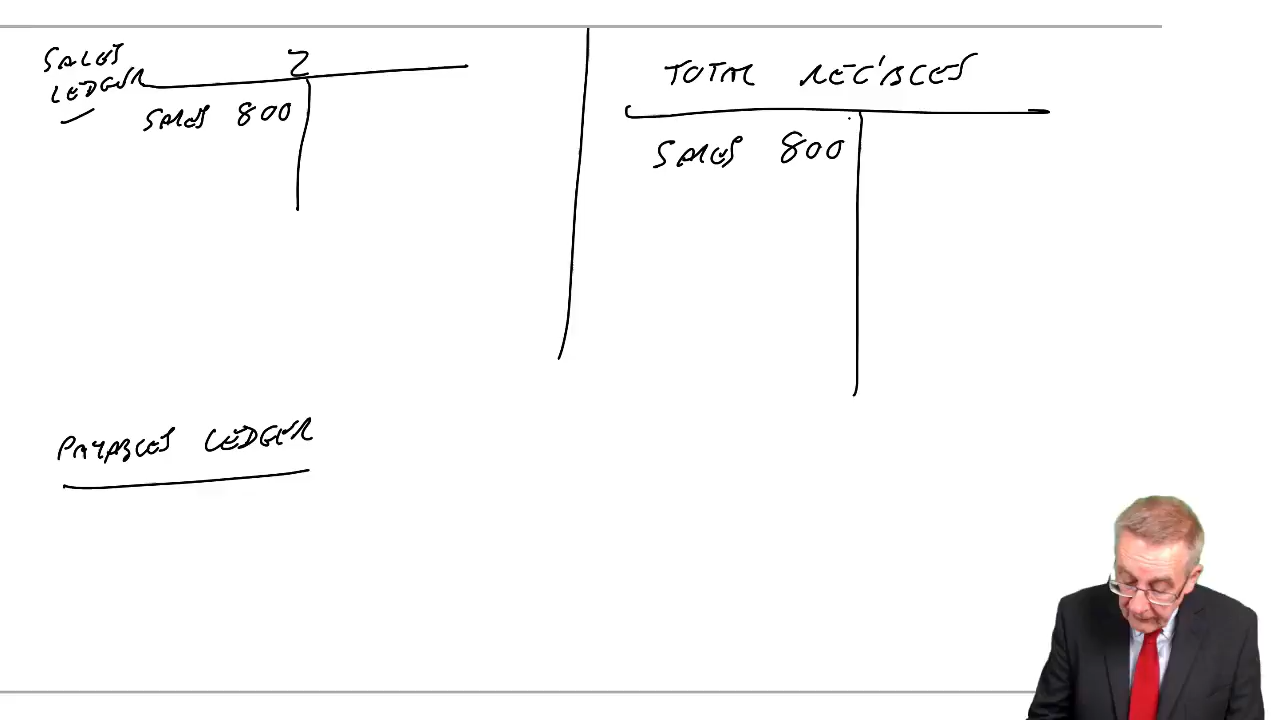 SALES
LEDGER
Z
SALES 800
TOTAL REC'BLES
SALES 800
PAYABLES LEDGER